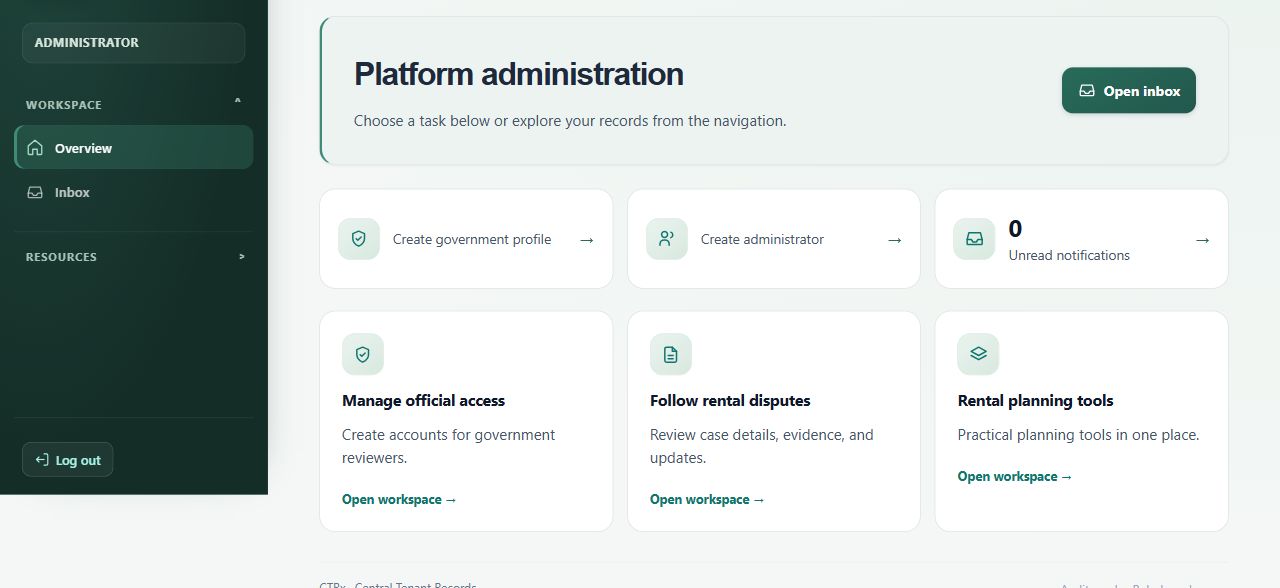 ADMINISTRATOR
WORKSPACE
Overview
Inbox
RESOURCES
Log out
Platform administration
Choose a task below or explore your records from the navigation.
Open inbox
Create government profile →
Create administrator →
0
Unread notifications →
Manage official access
Create accounts for government
reviewers.
Open workspace →
Follow rental disputes
Review case details, evidence, and
updates.
Open workspace →
Rental planning tools
Practical planning tools in one place.
Open workspace →
Central Tenant Records